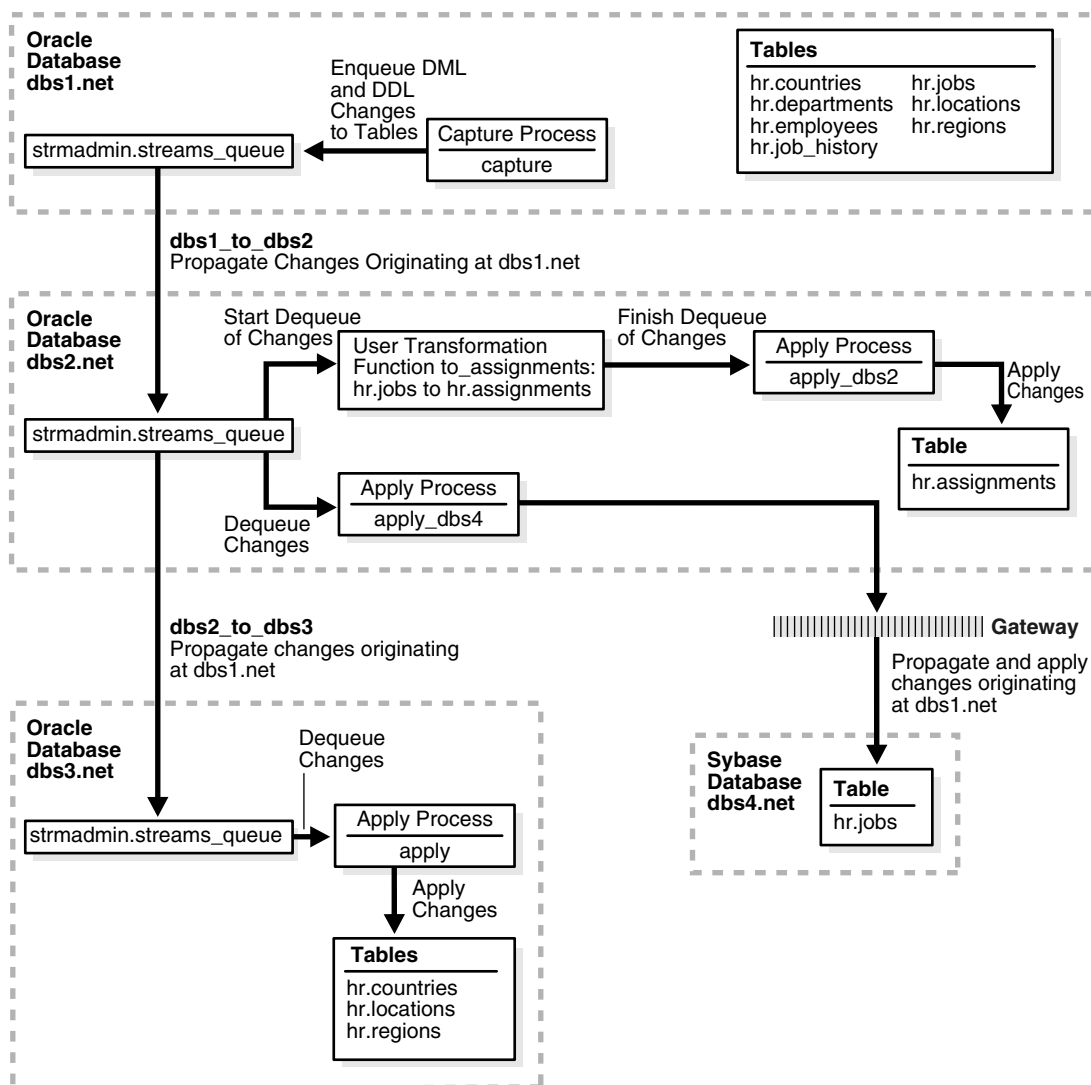 Oracle
Database
dbs1.net
Enqueue DML
and DDL
Changes
to Tables
strmadmin.streams_queue
Capture Process
capture
Tables
hr.countries
hr.departments
hr.employees
hr.job_history
hr.jobs
hr.locations
hr.regions
dbs1_to_dbs2
Propagate Changes Originating at dbs1.net
Oracle
Database
dbs2.net
Start Dequeue
of Changes
User Transformation
Function to_assignments:
hr.jobs to hr.assignments
Finish Dequeue
of Changes
Apply Process
apply_dbs2
Apply
Changes
strmadmin.streams_queue
Table
hr.assignments
Dequeue
Changes
Apply Process
apply_dbs4
dbs2_to_dbs3
Propagate changes originating
at dbs1.net
Gateway
Propagate and apply
changes originating
at dbs1.net
Oracle
Database
dbs3.net
Dequeue
Changes
strmadmin.streams_queue
Apply Process
apply
Apply
Changes
Tables
hr.countries
hr.locations
hr.regions
Sybase
Database
dbs4.net
Table
hr.jobs